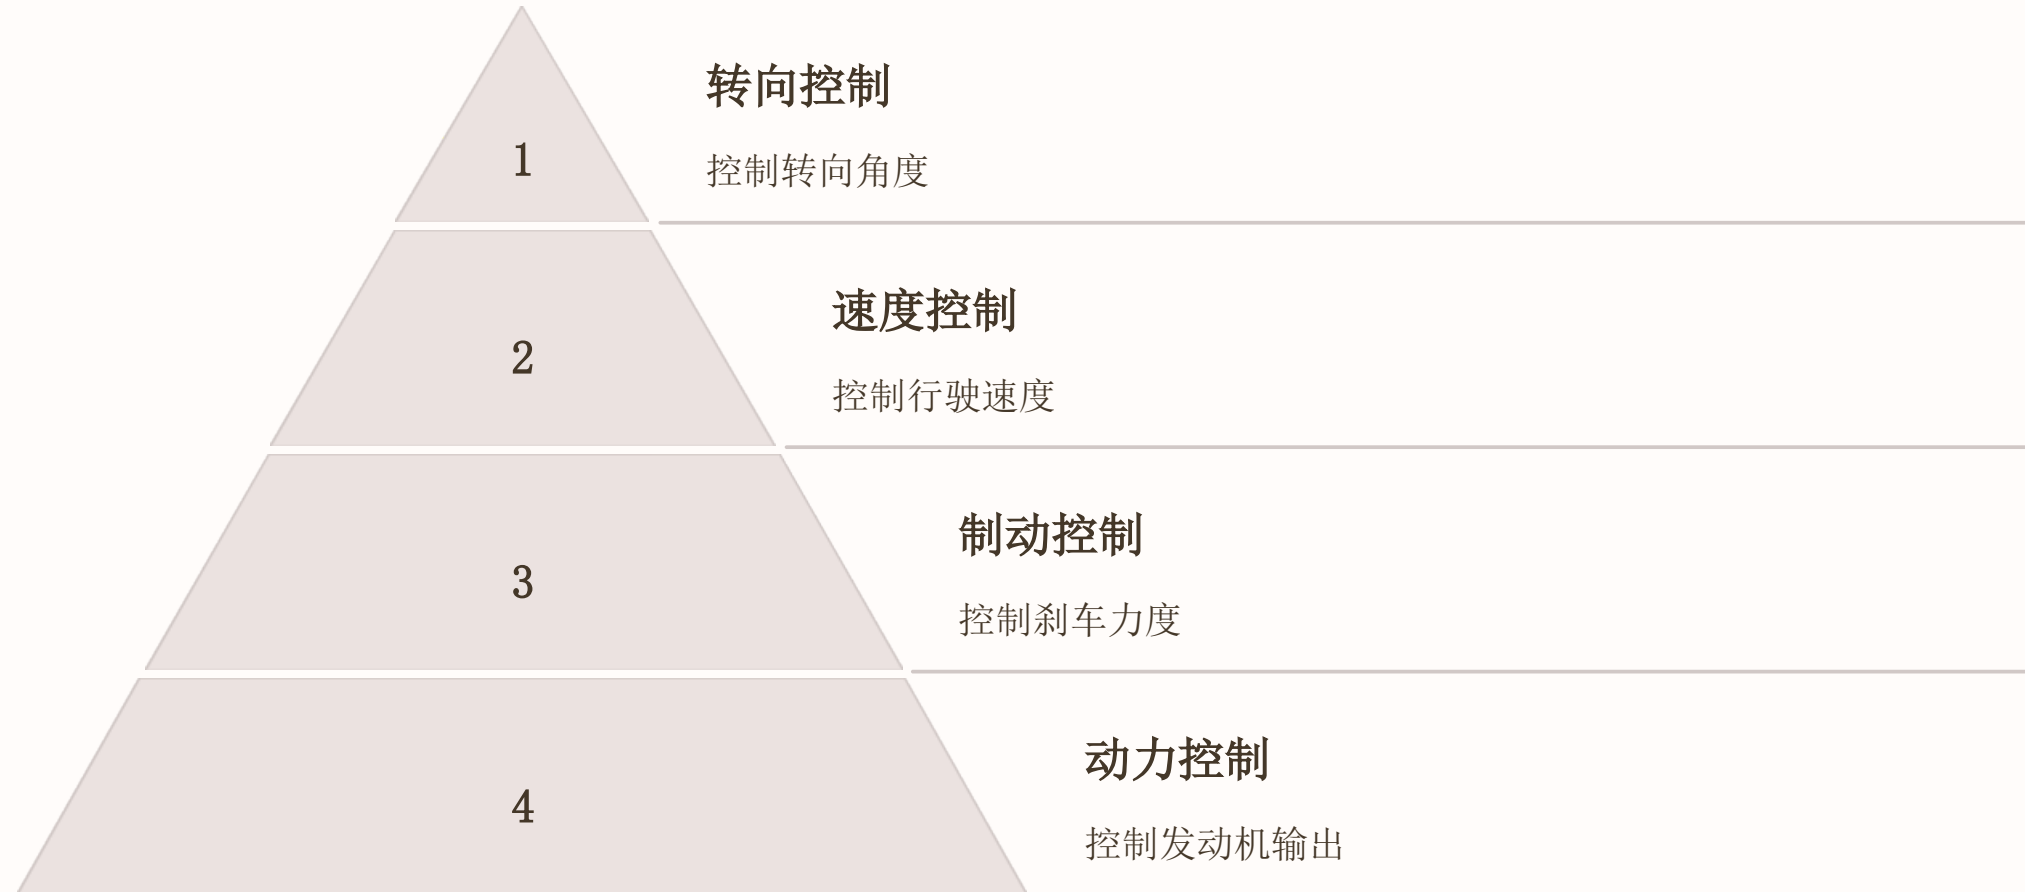 1
转向控制
控制转向角度
2
速度控制
控制行驶速度
3
制动控制
控制刹车力度
4
动力控制
控制发动机输出